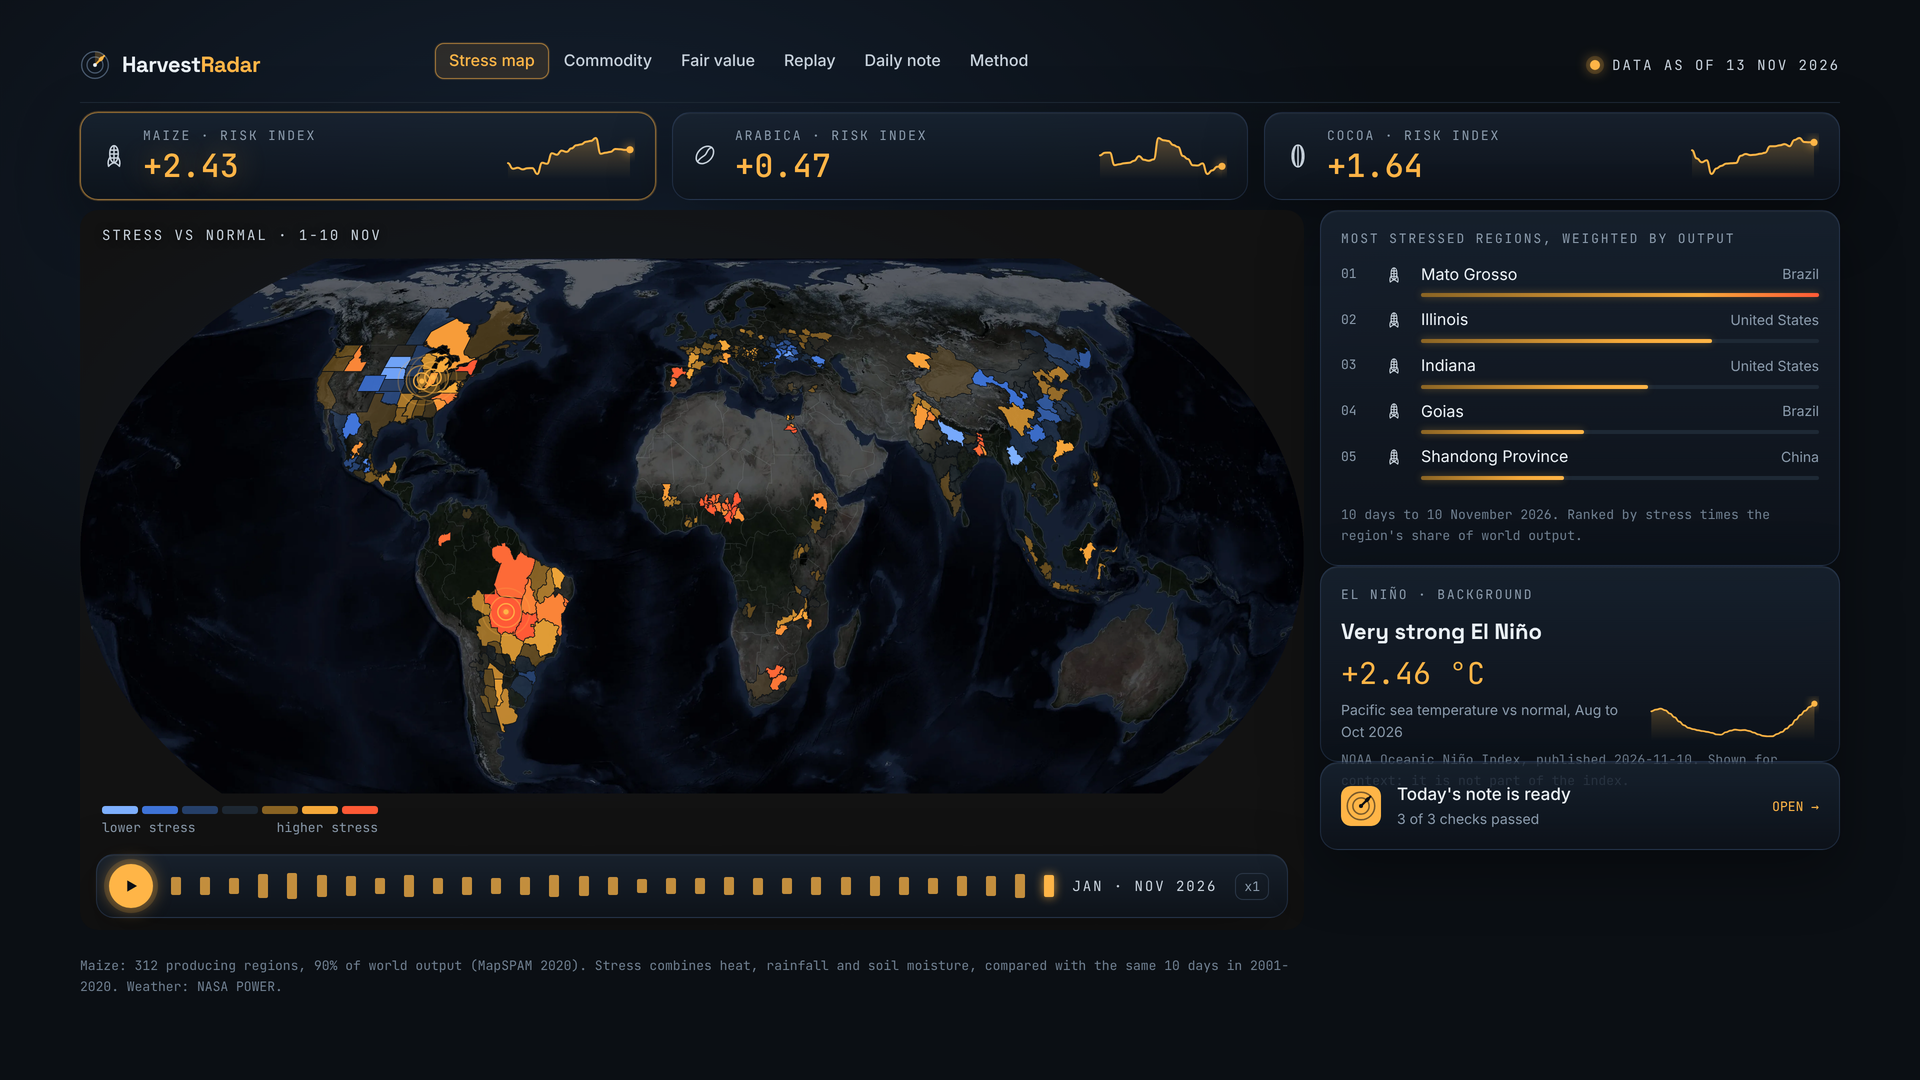 HarvestRadar
Stress map
Commodity
Fair value
Replay
Daily note
Method
DATA AS OF 13 NOV 2026
MAIZE · RISK INDEX
+2.43
ARABICA · RISK INDEX
+0.47
COCOA · RISK INDEX
+1.64
STRESS VS NORMAL · 1-10 NOV
lower stress
higher stress
JAN · NOV 2026
x1
MOST STRESSED REGIONS, WEIGHTED BY OUTPUT
01 Mato Grosso Brazil
02 Illinois United States
03 Indiana United States
04 Goias Brazil
05 Shandong Province China
10 days to 10 November 2026. Ranked by stress times the
region's share of world output.
EL NIÑO · BACKGROUND
Very strong El Niño
+2.46 °C
Pacific sea temperature vs normal, Aug to
Oct 2026
NOAA Oceanic Niño Index, published 2026-11-10. Shown for
context; it is not part of the index.
Today's note is ready
3 of 3 checks passed
OPEN →
Maize: 312 producing regions, 90% of world output (MapSPAM 2020). Stress combines heat, rainfall and soil moisture, compared with the same 10 days in 2001-
2020. Weather: NASA POWER.